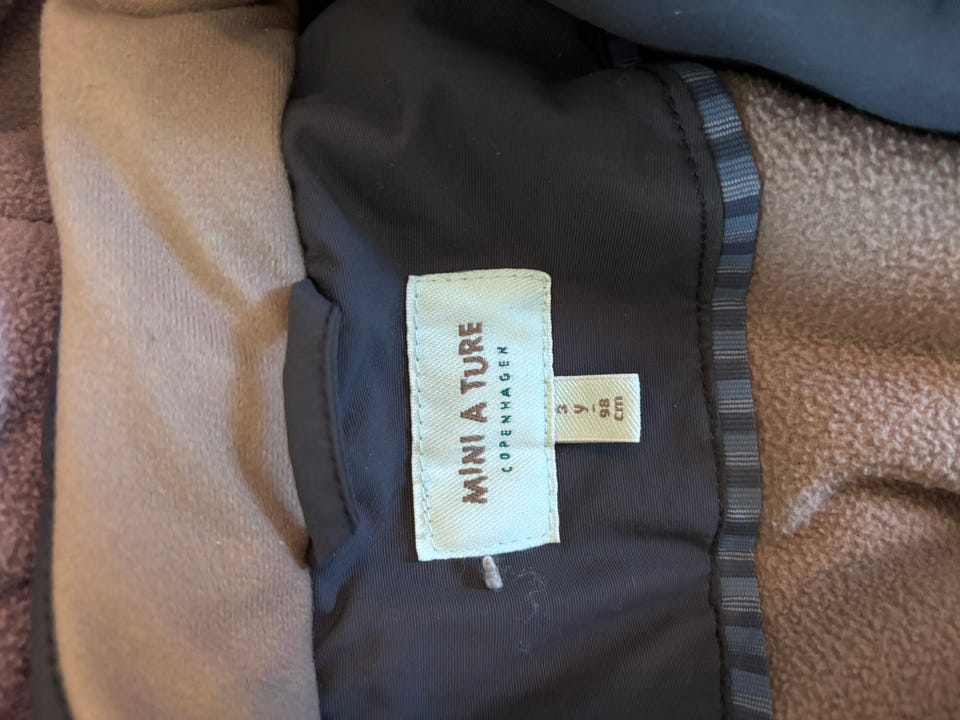 MINI A TURE
COPENHAGEN
3
y
–
98
cm